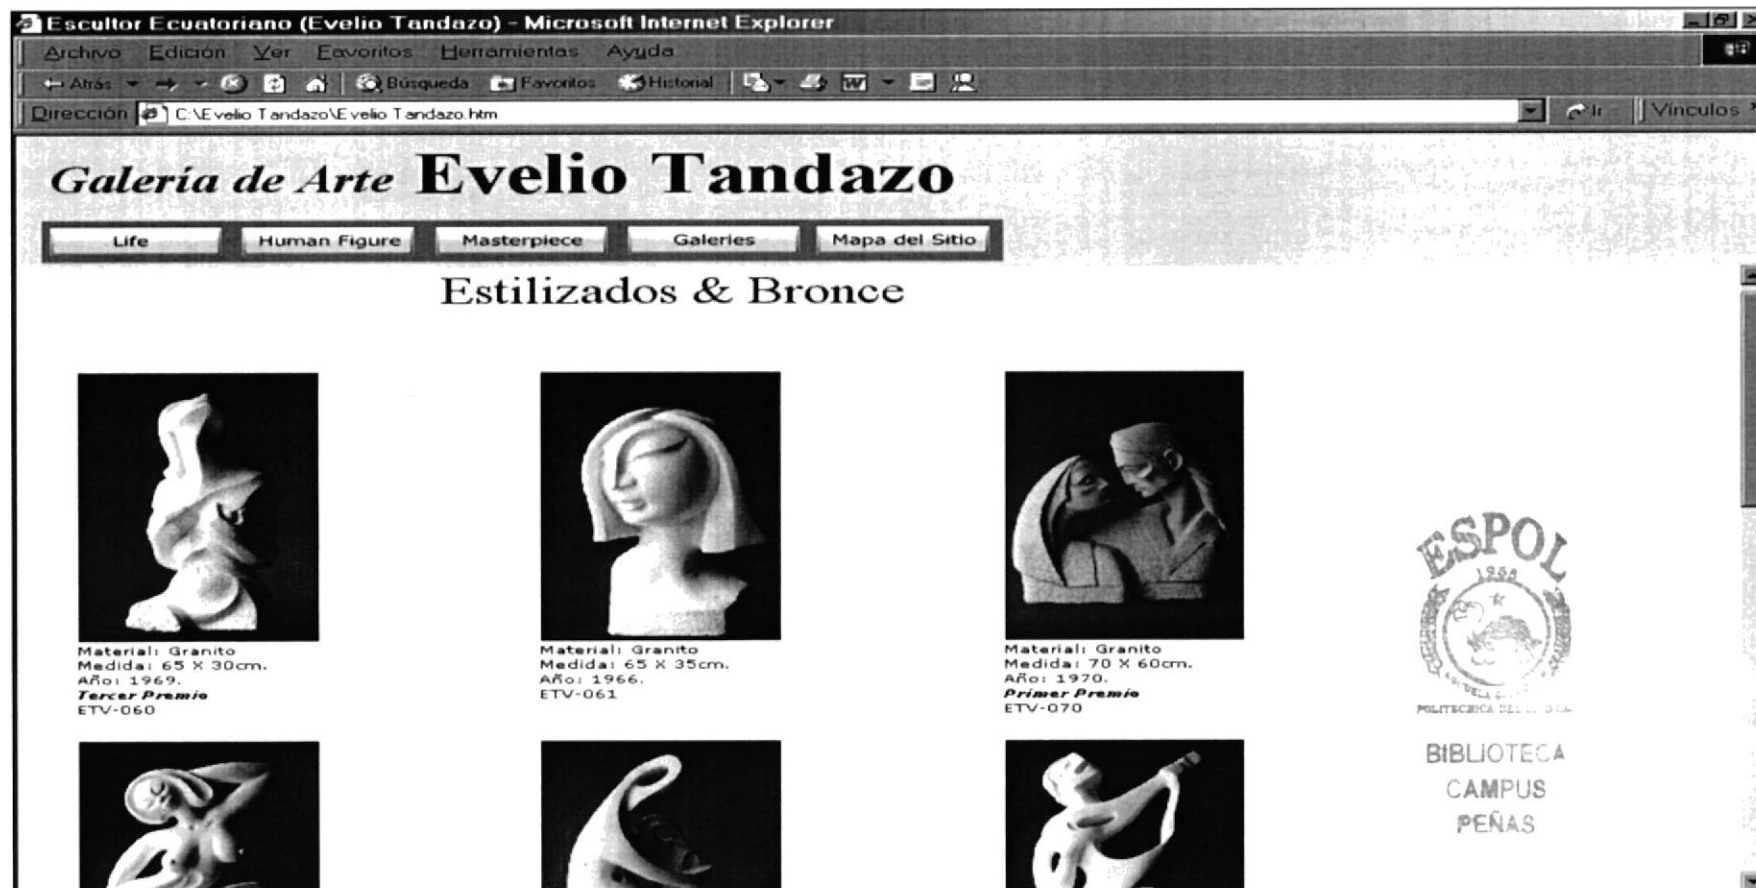 Escultor Ecuatoriano (Evelio Tandazo) - Microsoft Internet Explorer
Archivo Edición Ver Favoritos Herramientas Ayuda
Atrás Búsqueda Favoritos Historial
Dirección C:\Evelio Tandazo\Evelio Tandazo.htm Ir Vínculos
Galería de Arte Evelio Tandazo
Life Human Figure Masterpiece Galeries Mapa del Sitio
Estilizados & Bronce
Material: Granito
Medida: 65 X 30cm.
Año: 1969.
Tercer Premio
ETV-060
Material: Granito
Medida: 65 X 35cm.
Año: 1966.
ETV-061
Material: Granito
Medida: 70 X 60cm.
Año: 1970.
Primer Premio
ETV-070
ESPOL
1958
POLITECNICA DEL
BIBLIOTECA
CAMPUS
PEÑAS